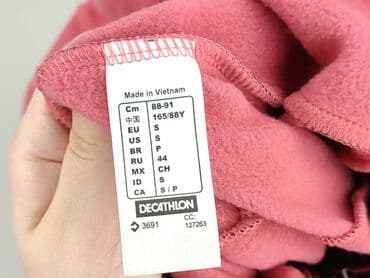 Made in Vietnam
Cm 88-91
中国 165/88Y
EU S
US S
BR P
RU 44
MX CH
ID S
CA S / P
DECATHLON
3691 CC:
127263